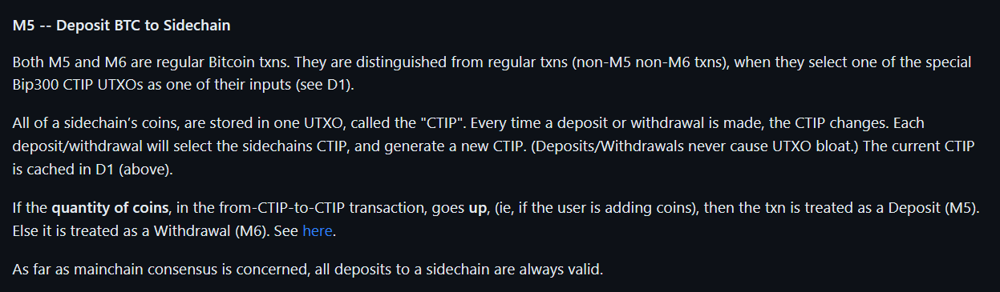 M5 -- Deposit BTC to Sidechain
Both M5 and M6 are regular Bitcoin txns. They are distinguished from regular txns (non-M5 non-M6 txns), when they select one of the special
Bip300 CTIP UTXOs as one of their inputs (see D1).
All of a sidechain’s coins, are stored in one UTXO, called the "CTIP". Every time a deposit or withdrawal is made, the CTIP changes. Each
deposit/withdrawal will select the sidechains CTIP, and generate a new CTIP. (Deposits/Withdrawals never cause UTXO bloat.) The current CTIP
is cached in D1 (above).
If the quantity of coins, in the from-CTIP-to-CTIP transaction, goes up, (ie, if the user is adding coins), then the txn is treated as a Deposit (M5).
Else it is treated as a Withdrawal (M6). See here.
As far as mainchain consensus is concerned, all deposits to a sidechain are always valid.